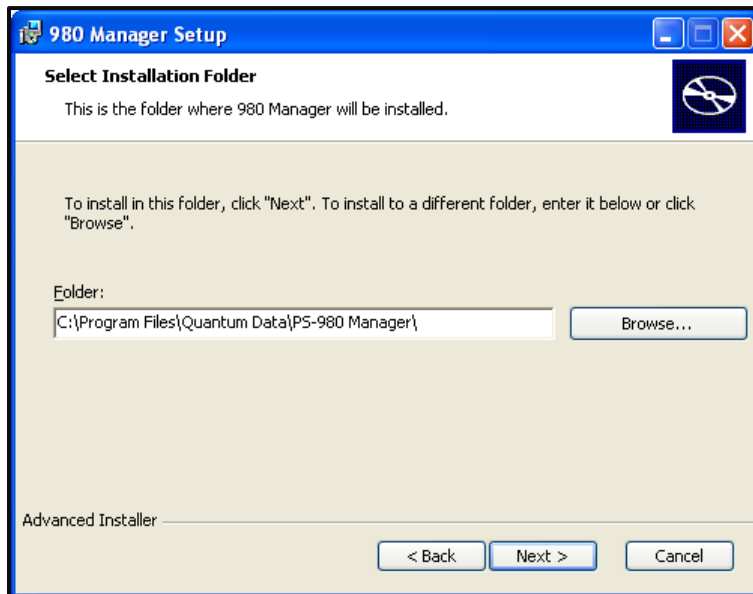 980 Manager Setup
Select Installation Folder
This is the folder where 980 Manager will be installed.
To install in this folder, click "Next". To install to a different folder, enter it below or click
"Browse".
Folder:
C:\Program Files\Quantum Data\PS-980 Manager\
Browse...
Advanced Installer
< Back
Next >
Cancel